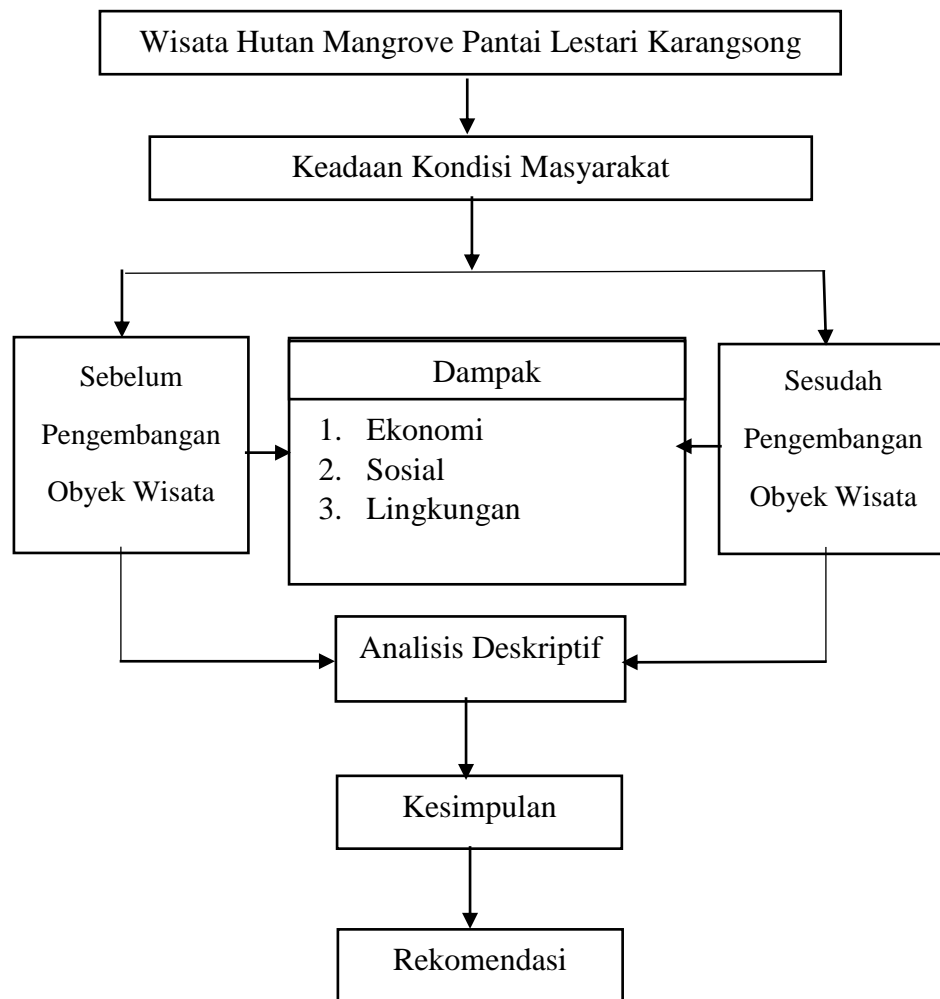 Wisata Hutan Mangrove Pantai Lestari Karangsong
Keadaan Kondisi Masyarakat
Sebelum
Pengembangan
Obyek Wisata
Dampak
1. Ekonomi
2. Sosial
3. Lingkungan
Sesudah
Pengembangan
Obyek Wisata
Analisis Deskriptif
Kesimpulan
Rekomendasi